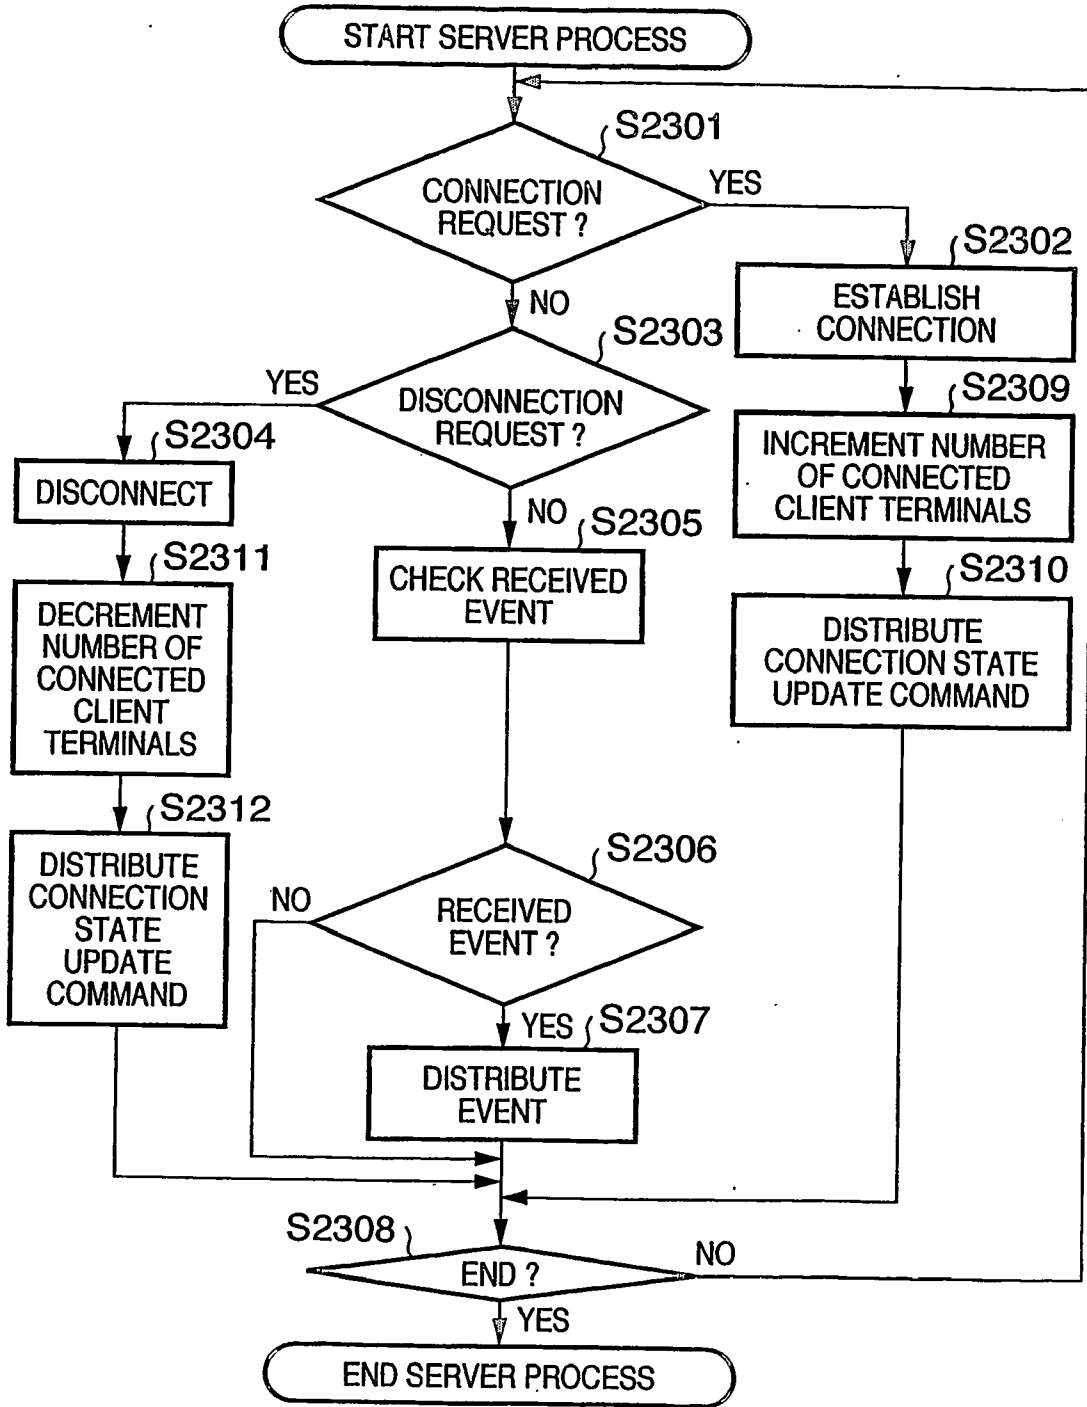 START SERVER PROCESS
S2301
CONNECTION
REQUEST ?
YES
NO
S2302
ESTABLISH
CONNECTION
S2303
DISCONNECTION
REQUEST ?
YES
NO
S2309
INCREMENT NUMBER
OF CONNECTED
CLIENT TERMINALS
S2304
DISCONNECT
S2305
CHECK RECEIVED
EVENT
S2310
DISTRIBUTE
CONNECTION STATE
UPDATE COMMAND
S2311
DECREMENT
NUMBER OF
CONNECTED
CLIENT
TERMINALS
S2312
DISTRIBUTE
CONNECTION
STATE
UPDATE
COMMAND
S2306
RECEIVED
EVENT ?
NO
YES
S2307
DISTRIBUTE
EVENT
S2308
END ?
NO
YES
END SERVER PROCESS